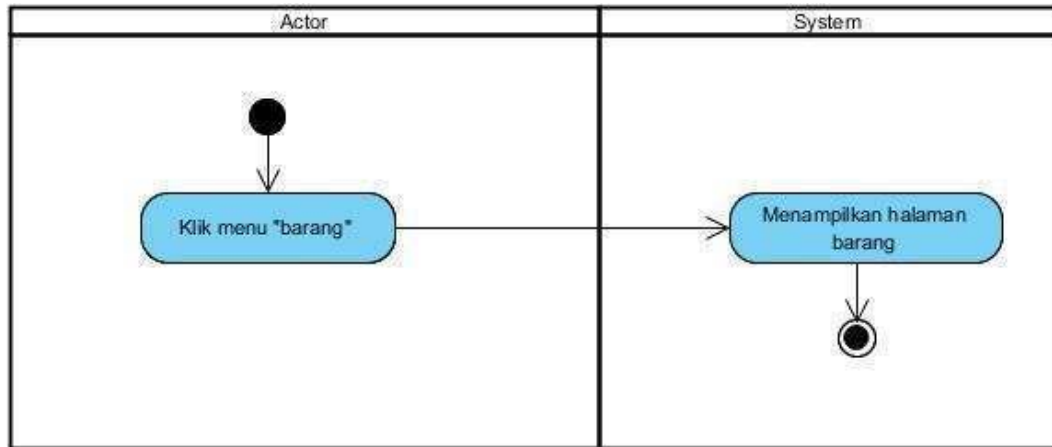 Actor
System
Klik menu "barang"
Menampilkan halaman
barang